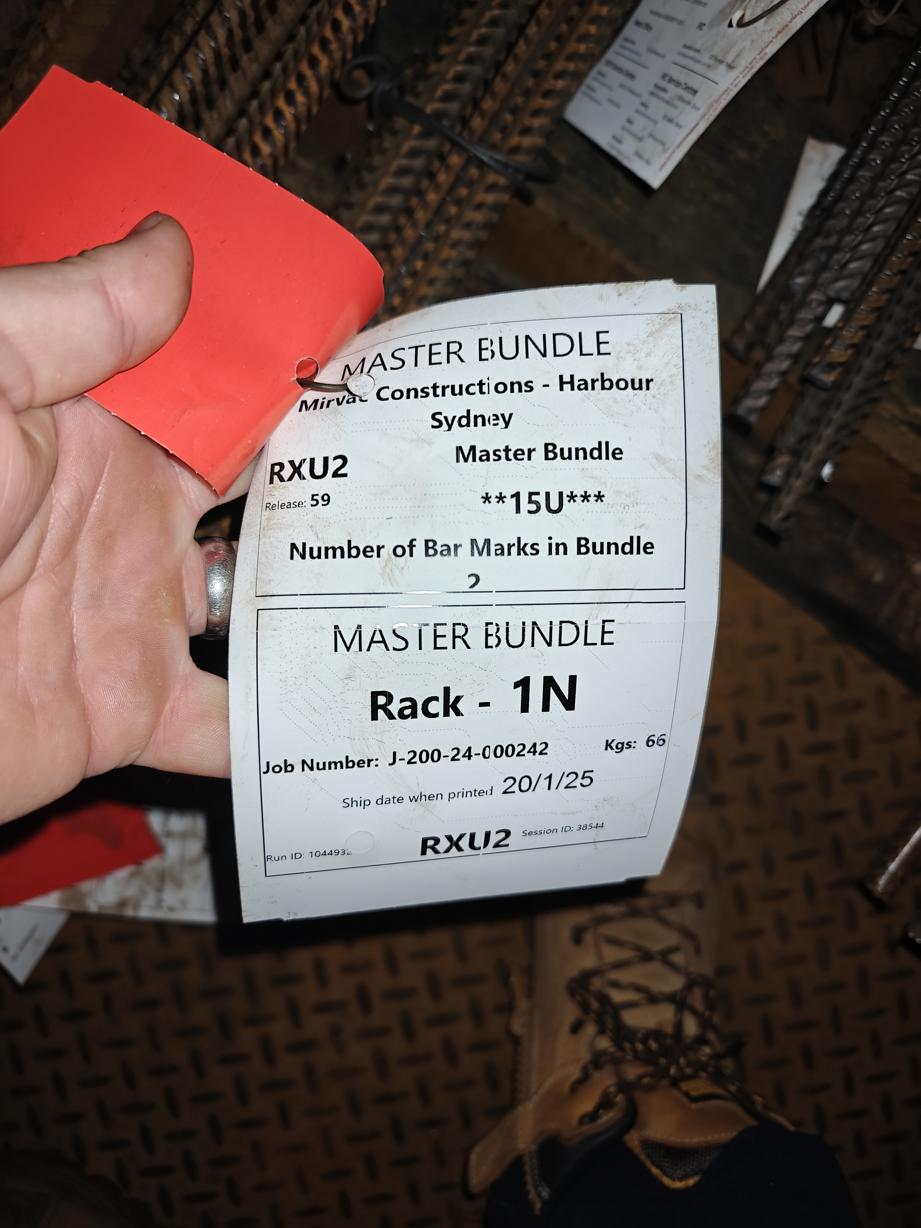 MASTER BUNDLE
Mirvac Constructions - Harbour
Sydney
RXU2
Master Bundle
Release: 59
**15U***
Number of Bar Marks in Bundle
2
MASTER BUNDLE
Rack - 1N
Job Number: J-200-24-000242
Kgs: 66
Ship date when printed 20/1/25
Run ID: 1044932
RXU2
Session ID: 38544